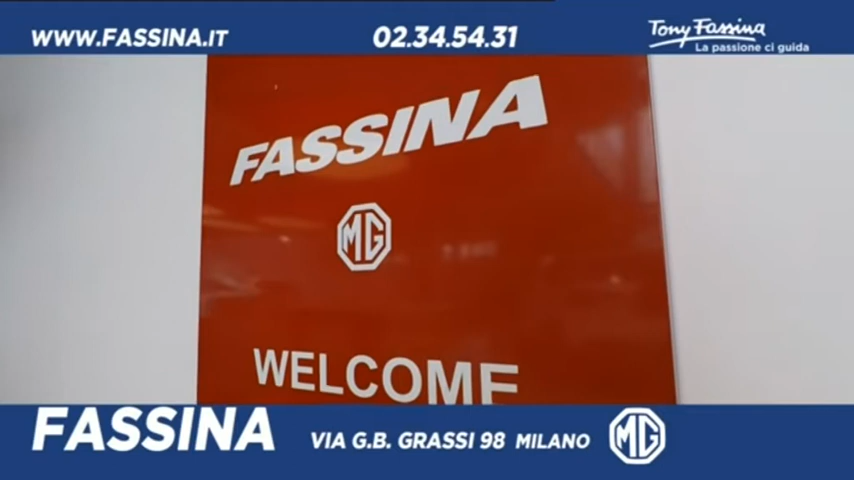 WWW.FASSINA.IT 02.34.54.31 Tony Fassina
La passione ci guida
FASSINA
MG
WELCOME
FASSINA VIA G.B. GRASSI 98 MILANO MG